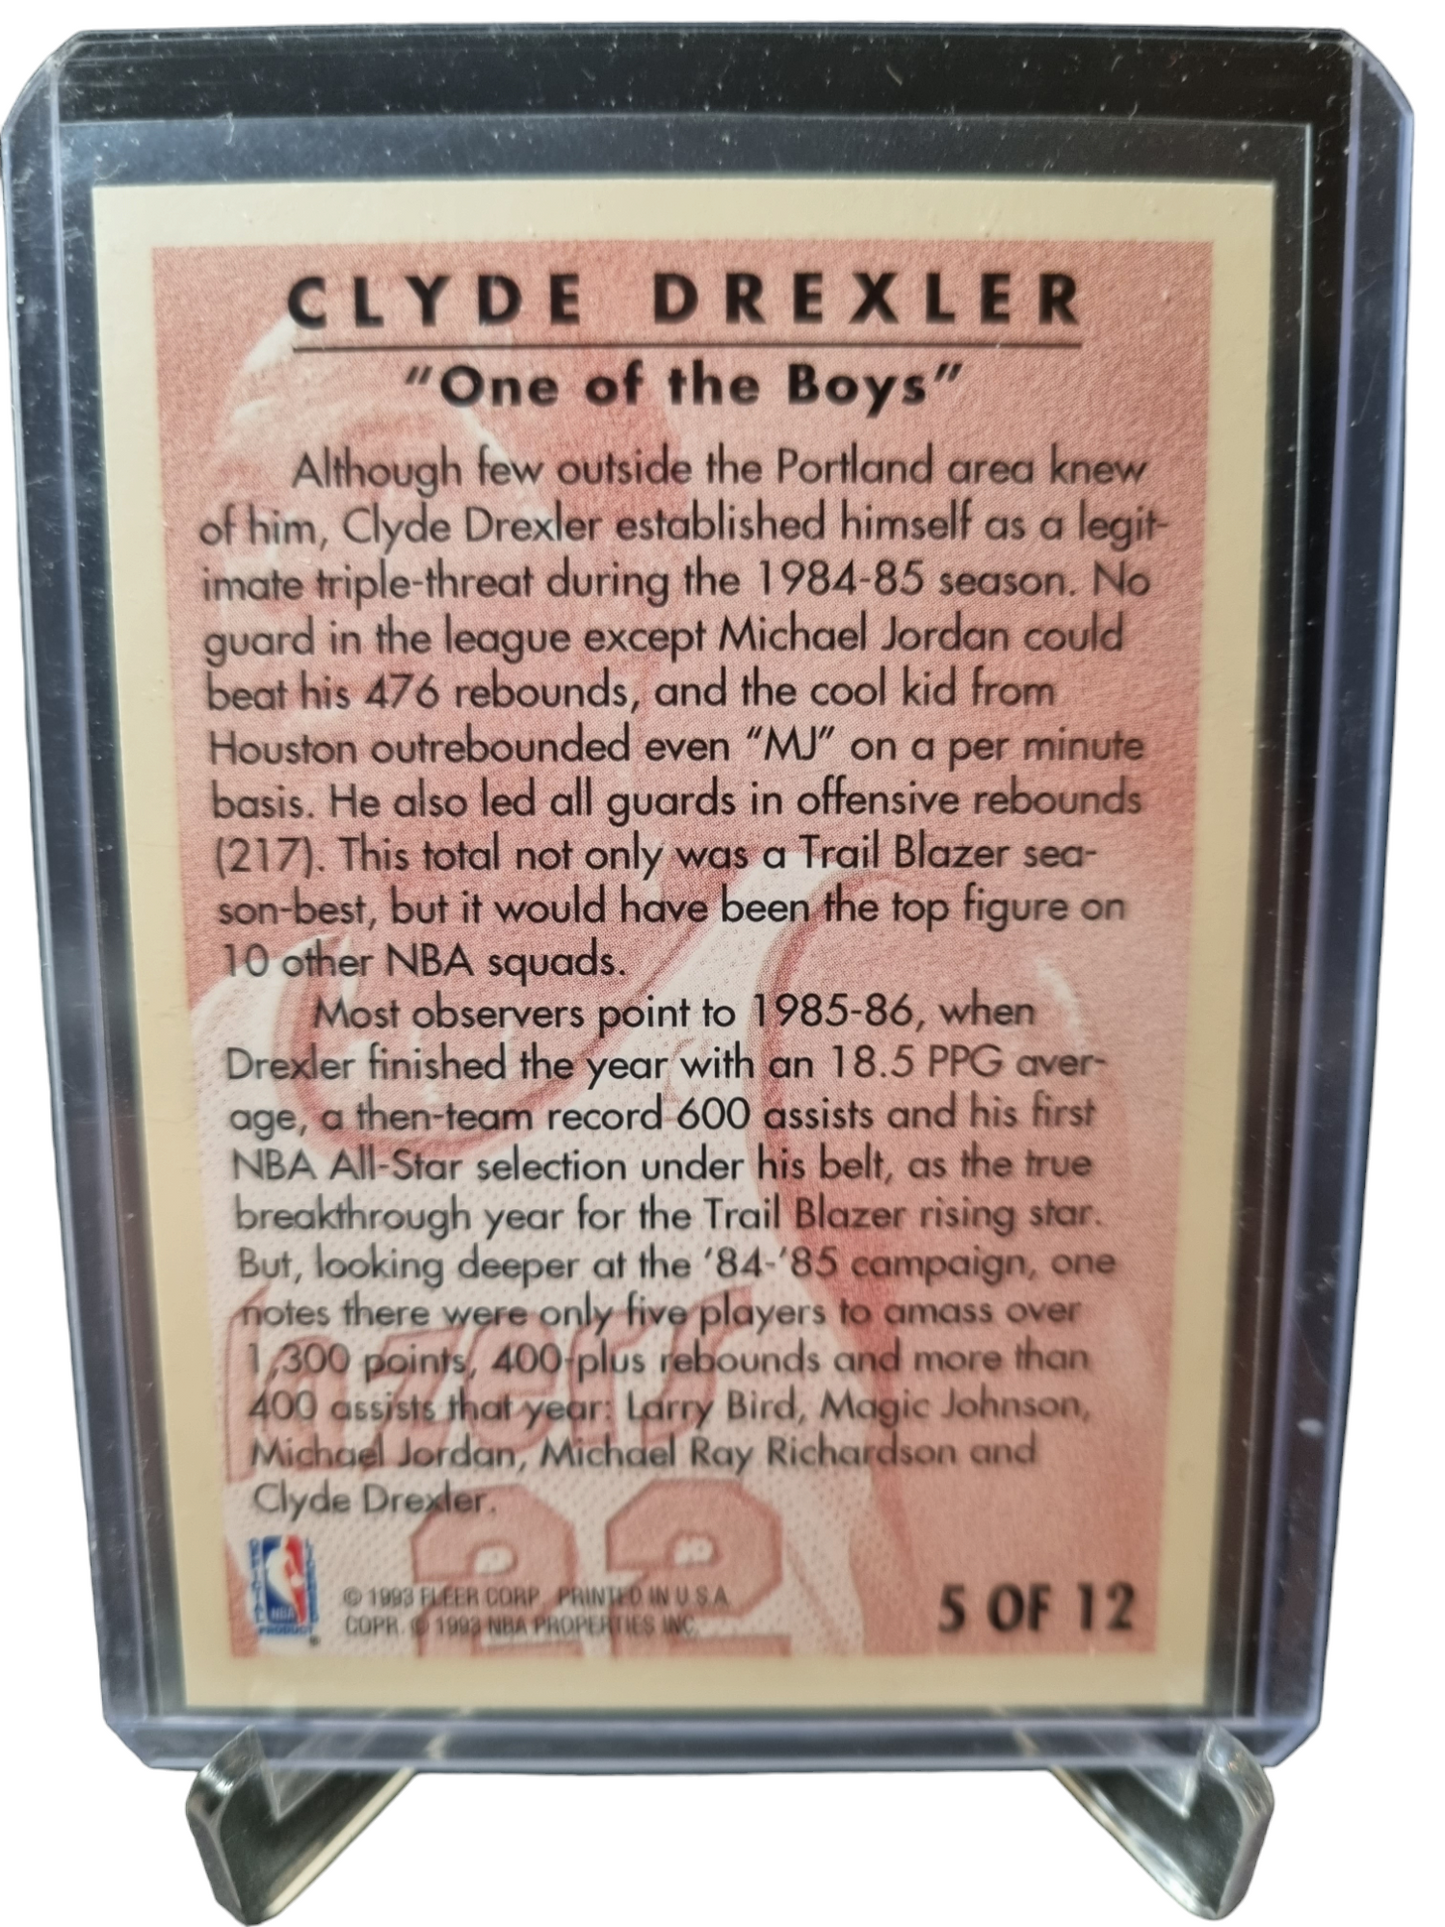 CLYDE DREXLER
"One of the Boys"
Although few outside the Portland area knew
of him, Clyde Drexler established himself as a legit-
imate triple-threat during the 1984-85 season. No
guard in the league except Michael Jordan could
beat his 476 rebounds, and the cool kid from
Houston outrebounded even "MJ" on a per minute
basis. He also led all guards in offensive rebounds
(217). This total not only was a Trail Blazer sea-
son-best, but it would have been the top figure on
10 other NBA squads.
Most observers point to 1985-86, when
Drexler finished the year with an 18.5 PPG aver-
age, a then-team record 600 assists and his first
NBA All-Star selection under his belt, as the true
breakthrough year for the Trail Blazer rising star.
But, looking deeper at the '84-'85 campaign, one
notes there were only five players to amass over
1,300 points, 400-plus rebounds and more than
400 assists that year: Larry Bird, Magic Johnson,
Michael Jordan, Michael Ray Richardson and
Clyde Drexler.
azers
22
OFFICIAL LICENSED
NBA
PRODUCT ®
© 1993 FLEER CORP. PRINTED IN U.S.A.
COPR. © 1993 NBA PROPERTIES INC.
5 OF 12